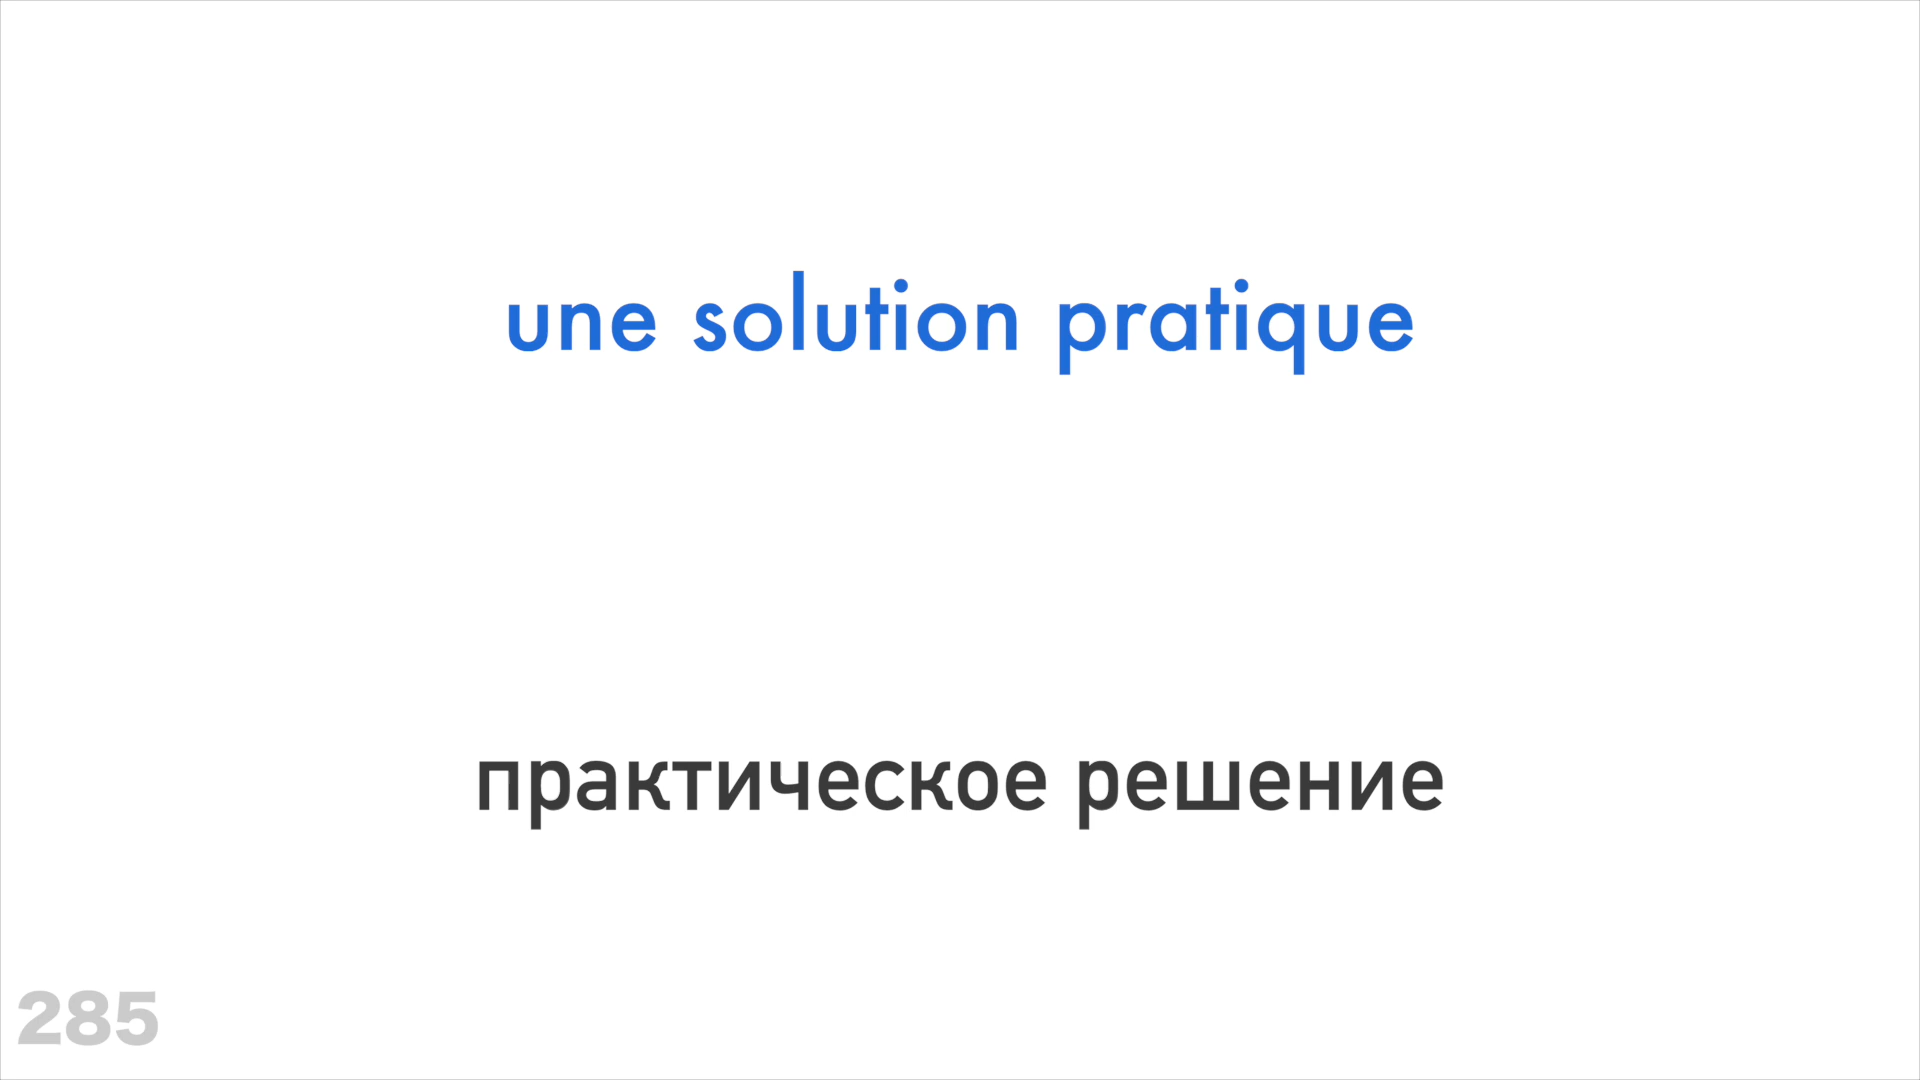 une solution pratique
практическое решение
285